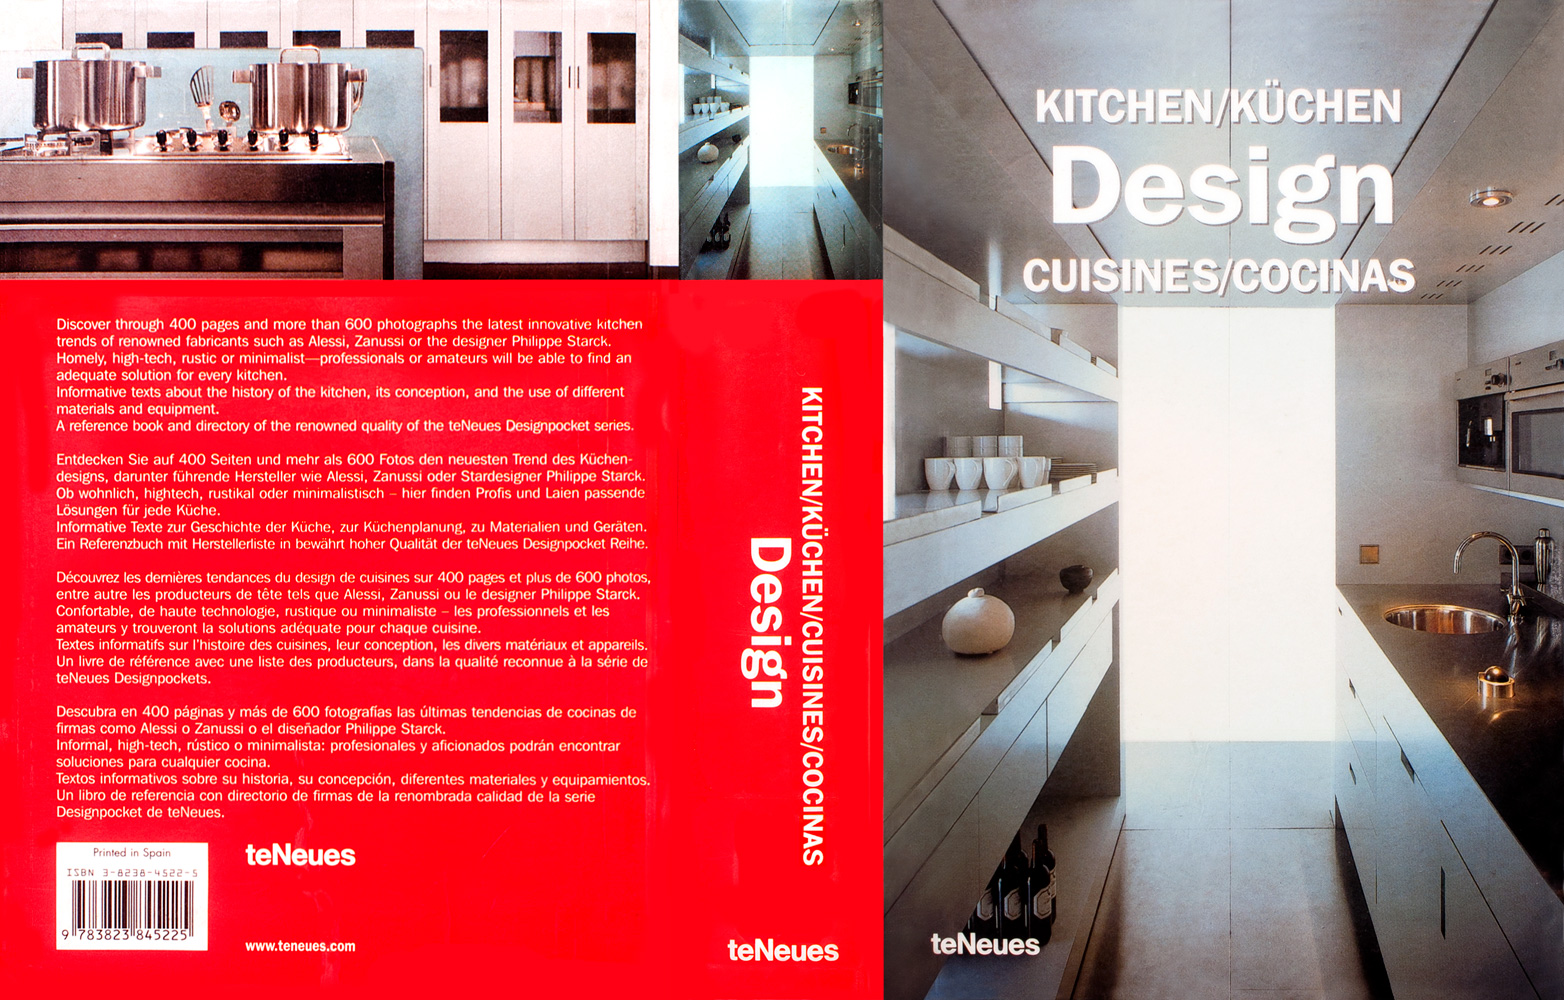 Discover through 400 pages and more than 600 photographs the latest innovative kitchen
trends of renowned fabricants such as Alessi, Zanussi or the designer Philippe Starck.
Homely, high-tech, rustic or minimalist—professionals or amateurs will be able to find an
adequate solution for every kitchen.
Informative texts about the history of the kitchen, its conception, and the use of different
materials and equipment.
A reference book and directory of the renowned quality of the teNeues Designpocket series.
Entdecken Sie auf 400 Seiten und mehr als 600 Fotos den neuesten Trend des Küchen-
designs, darunter führende Hersteller wie Alessi, Zanussi oder Stardesigner Philippe Starck.
Ob wohnlich, hightech, rustikal oder minimalistisch – hier finden Profis und Laien passende
Lösungen für jede Küche.
Informative Texte zur Geschichte der Küche, zur Küchenplanung, zu Materialien und Geräten.
Ein Referenzbuch mit Herstellerliste in bewährt hoher Qualität der teNeues Designpocket Reihe.
Découvrez les dernières tendances du design de cuisines sur 400 pages et plus de 600 photos,
entre autre les producteurs de tête tels que Alessi, Zanussi ou le designer Philippe Starck.
Confortable, de haute technologie, rustique ou minimaliste – les professionnels et les
amateurs y trouveront la solutions adéquate pour chaque cuisine.
Textes informatifs sur l'histoire des cuisines, leur conception, les divers matériaux et appareils.
Un livre de référence avec une liste des producteurs, dans la qualité reconnue à la série de
teNeues Designpockets.
Descubra en 400 páginas y más de 600 fotografías las últimas tendencias de cocinas de
firmas como Alessi o Zanussi o el diseñador Philippe Starck.
Informal, high-tech, rústico o minimalista: profesionales y aficionados podrán encontrar
soluciones para cualquier cocina.
Textos informativos sobre su historia, su concepción, diferentes materiales y equipamientos.
Un libro de referencia con directorio de firmas de la renombrada calidad de la serie
Designpocket de teNeues.
Printed in Spain
ISBN 3-8238-4522-5
9 783823 845225
teNeues
www.teneues.com
KITCHEN/KÜCHEN/CUISINES/COCINAS
Design
teNeues
KITCHEN/KÜCHEN
Design
CUISINES/COCINAS
teNeues